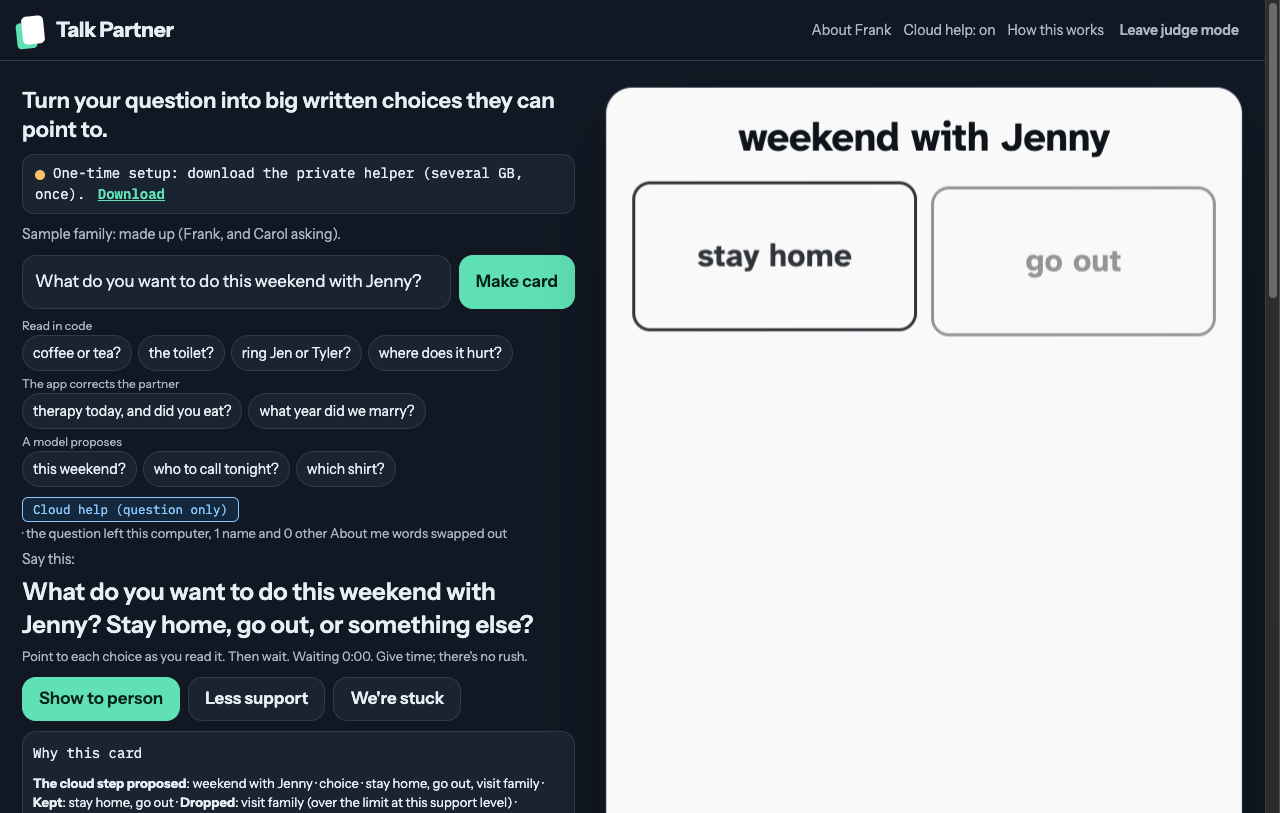 Talk Partner
About Frank
Cloud help: on
How this works
Leave judge mode
Turn your question into big written choices they can
point to.
One-time setup: download the private helper (several GB,
once). Download
Sample family: made up (Frank, and Carol asking).
What do you want to do this weekend with Jenny?
Make card
Read in code
coffee or tea?
the toilet?
ring Jen or Tyler?
where does it hurt?
The app corrects the partner
therapy today, and did you eat?
what year did we marry?
A model proposes
this weekend?
who to call tonight?
which shirt?
Cloud help (question only)
· the question left this computer, 1 name and 0 other About me words swapped out
Say this:
What do you want to do this weekend with
Jenny? Stay home, go out, or something else?
Point to each choice as you read it. Then wait. Waiting 0:00. Give time; there's no rush.
Show to person
Less support
We're stuck
Why this card
The cloud step proposed: weekend with Jenny · choice · stay home, go out, visit family ·
Kept: stay home, go out · Dropped: visit family (over the limit at this support level) ·
weekend with Jenny
stay home
go out